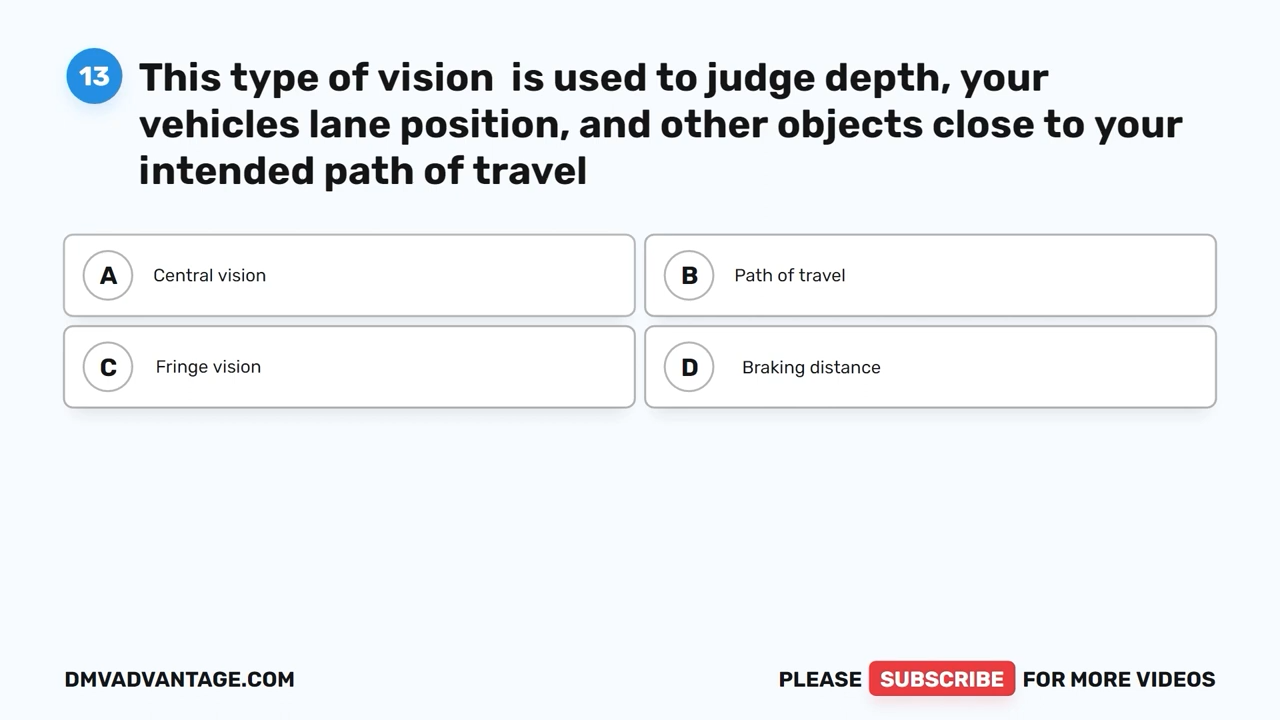 13
This type of vision is used to judge depth, your
vehicles lane position, and other objects close to your
intended path of travel
A Central vision
B Path of travel
C Fringe vision
D Braking distance
DMVADVANTAGE.COM
PLEASE SUBSCRIBE FOR MORE VIDEOS